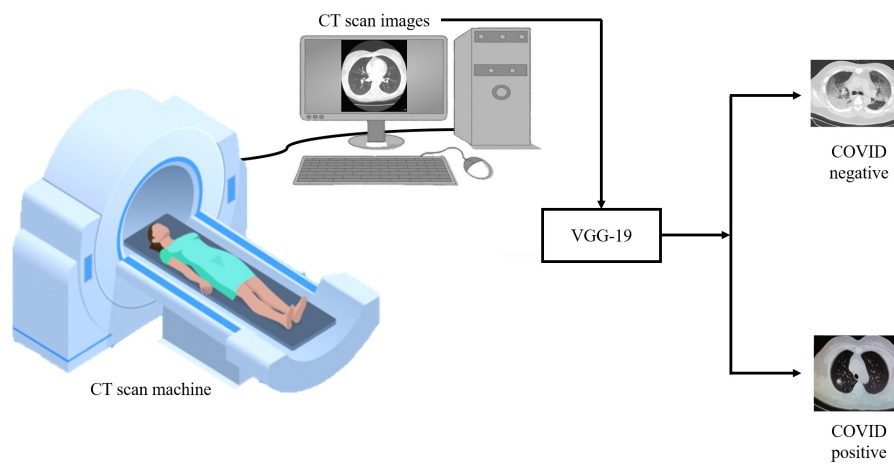 CT scan images
COVID
negative
VGG-19
CT scan machine
COVID
positive